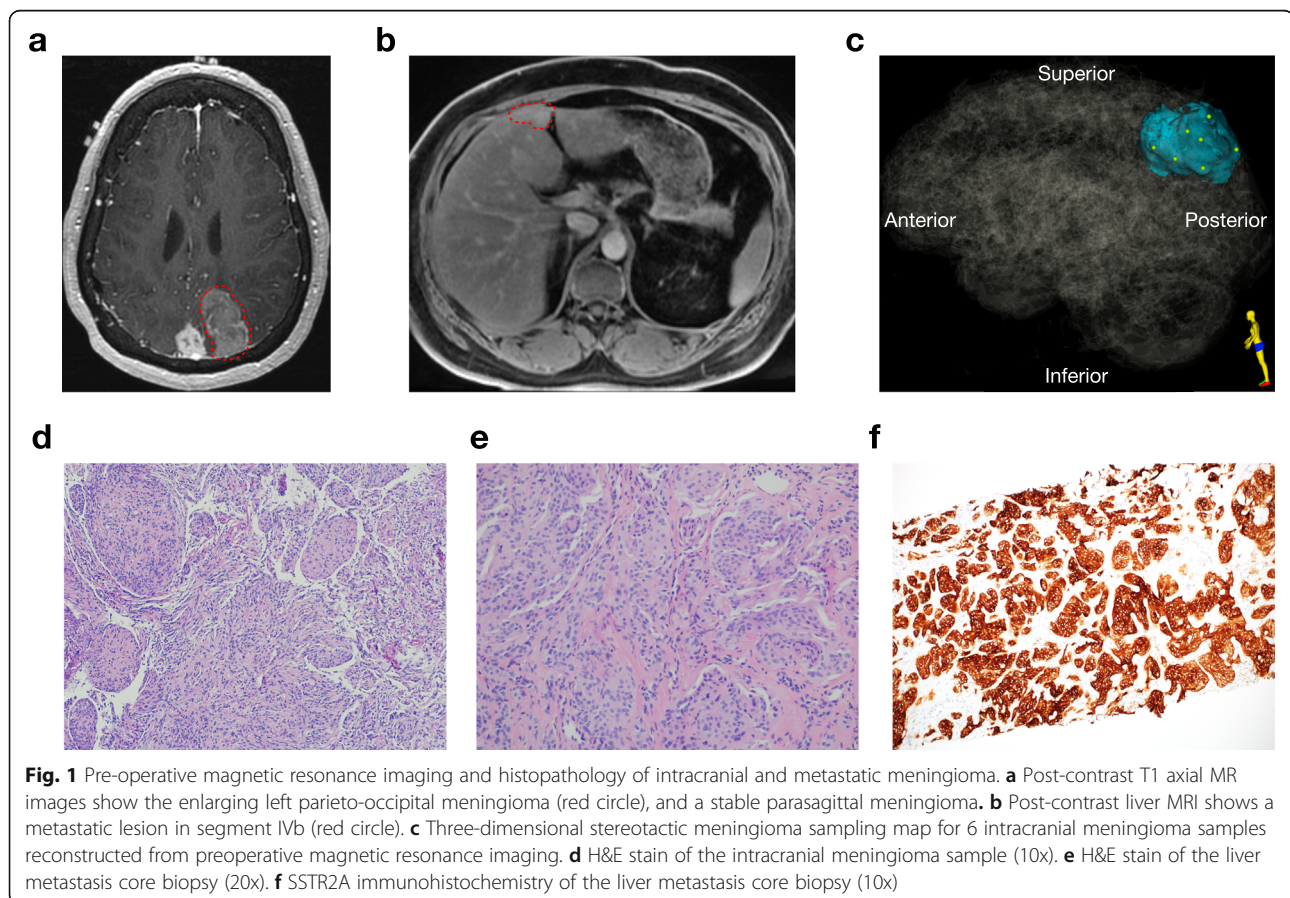 a
b
c
Superior
Anterior
Posterior
Inferior
d
e
f
Fig. 1 Pre-operative magnetic resonance imaging and histopathology of intracranial and metastatic meningioma. a Post-contrast T1 axial MR
images show the enlarging left parieto-occipital meningioma (red circle), and a stable parasagittal meningioma. b Post-contrast liver MRI shows a
metastatic lesion in segment IVb (red circle). c Three-dimensional stereotactic meningioma sampling map for 6 intracranial meningioma samples
reconstructed from preoperative magnetic resonance imaging. d H&E stain of the intracranial meningioma sample (10x). e H&E stain of the liver
metastasis core biopsy (20x). f SSTR2A immunohistochemistry of the liver metastasis core biopsy (10x)